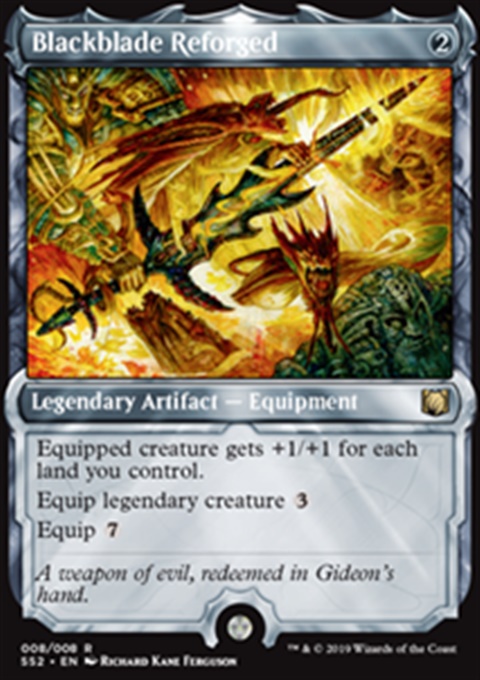 Blackblade Reforged 2
Legendary Artifact — Equipment
Equipped creature gets +1/+1 for each
land you control.
Equip legendary creature 3
Equip 7
A weapon of evil, redeemed in Gideon's
hand.
008/008 R
SS2 • EN Richard Kane Ferguson
™ & © 2019 Wizards of the Coast